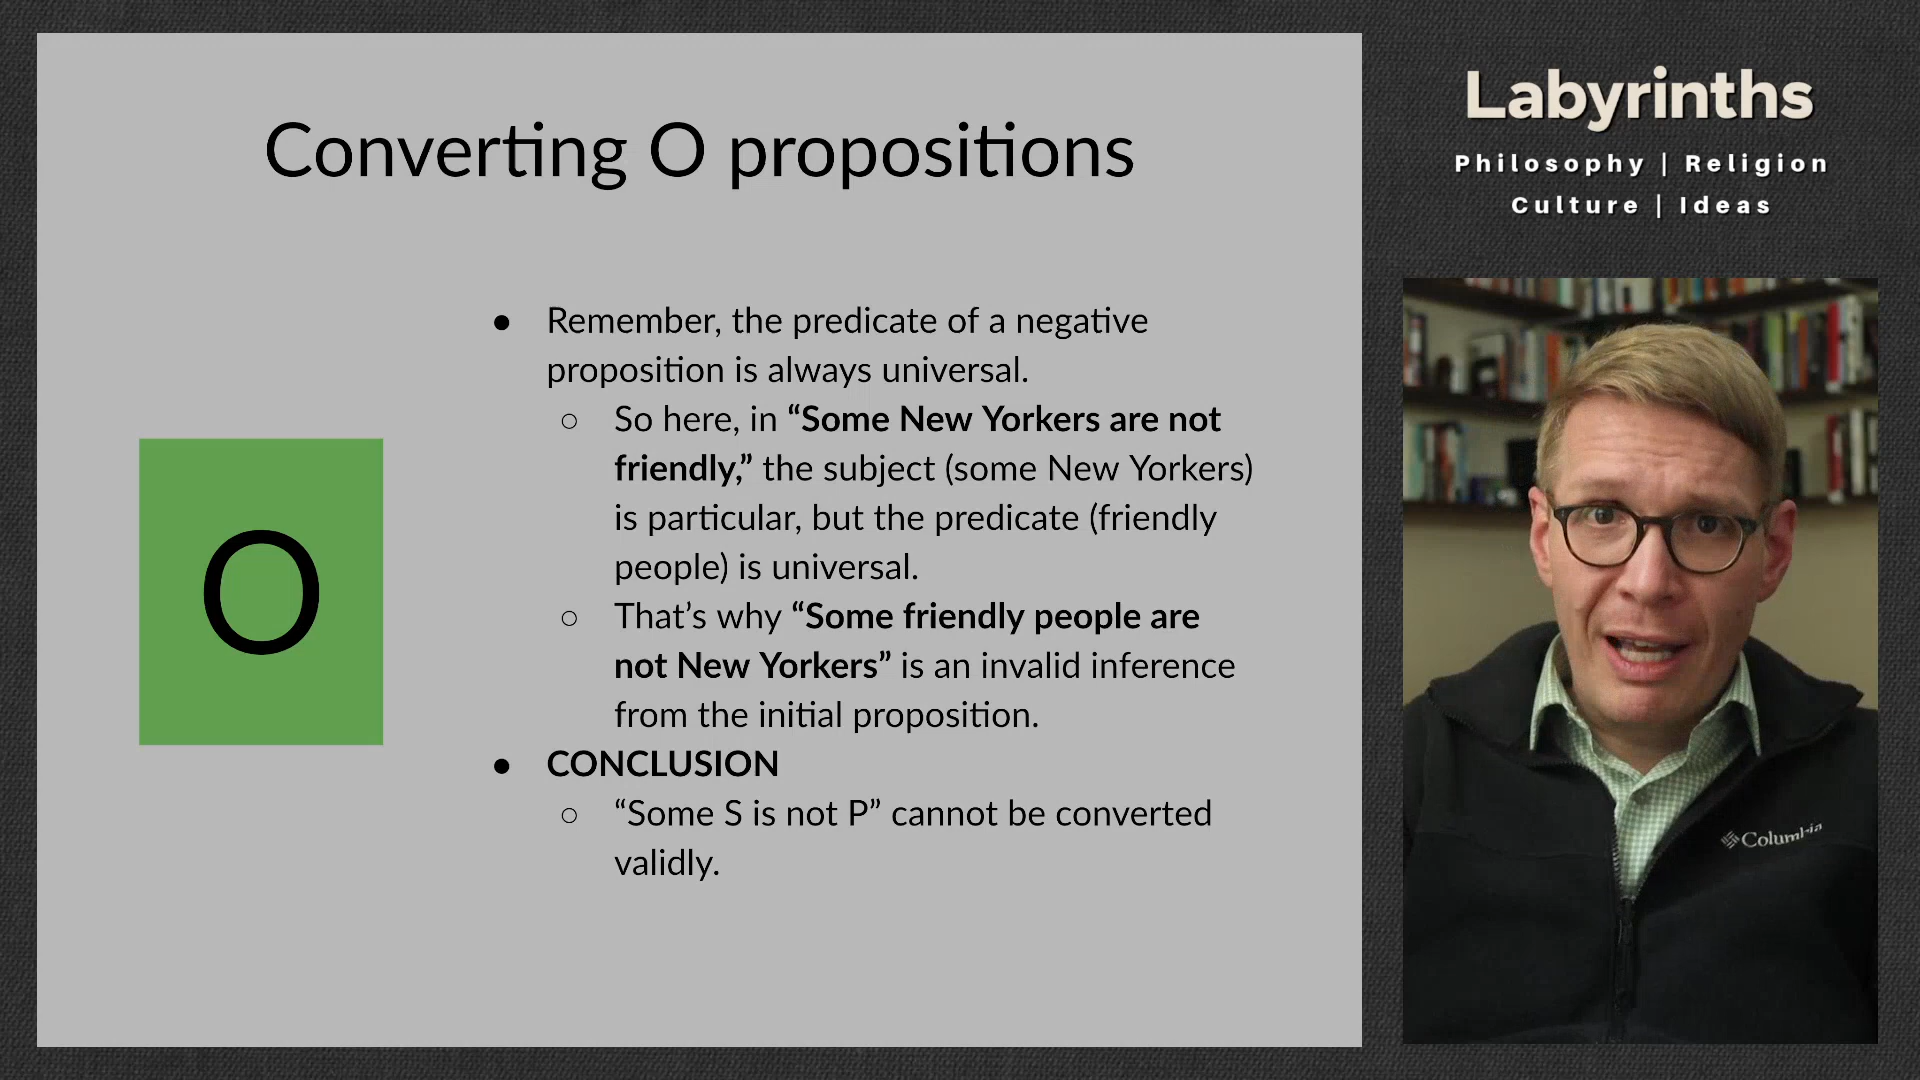 Converting O propositions
O
● Remember, the predicate of a negative
proposition is always universal.
○ So here, in “Some New Yorkers are not
friendly,” the subject (some New Yorkers)
is particular, but the predicate (friendly
people) is universal.
○ That’s why “Some friendly people are
not New Yorkers” is an invalid inference
from the initial proposition.
● CONCLUSION
○ “Some S is not P” cannot be converted
validly.
Labyrinths
Philosophy | Religion
Culture | Ideas
Columbia